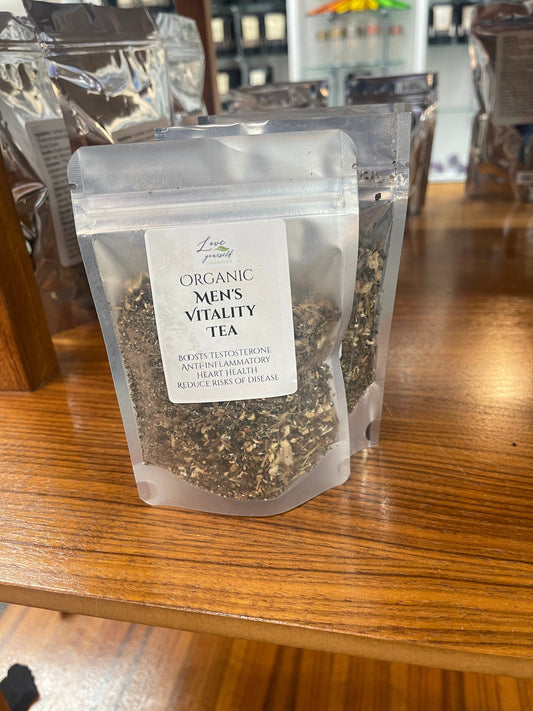 Love
yourself
ORGANIC
MEN'S
VITALITY
TEA
BOOSTS TESTOSTERONE
ANTI-INFLAMMATORY
HEART HEALTH
REDUCE RISKS OF DISEASE